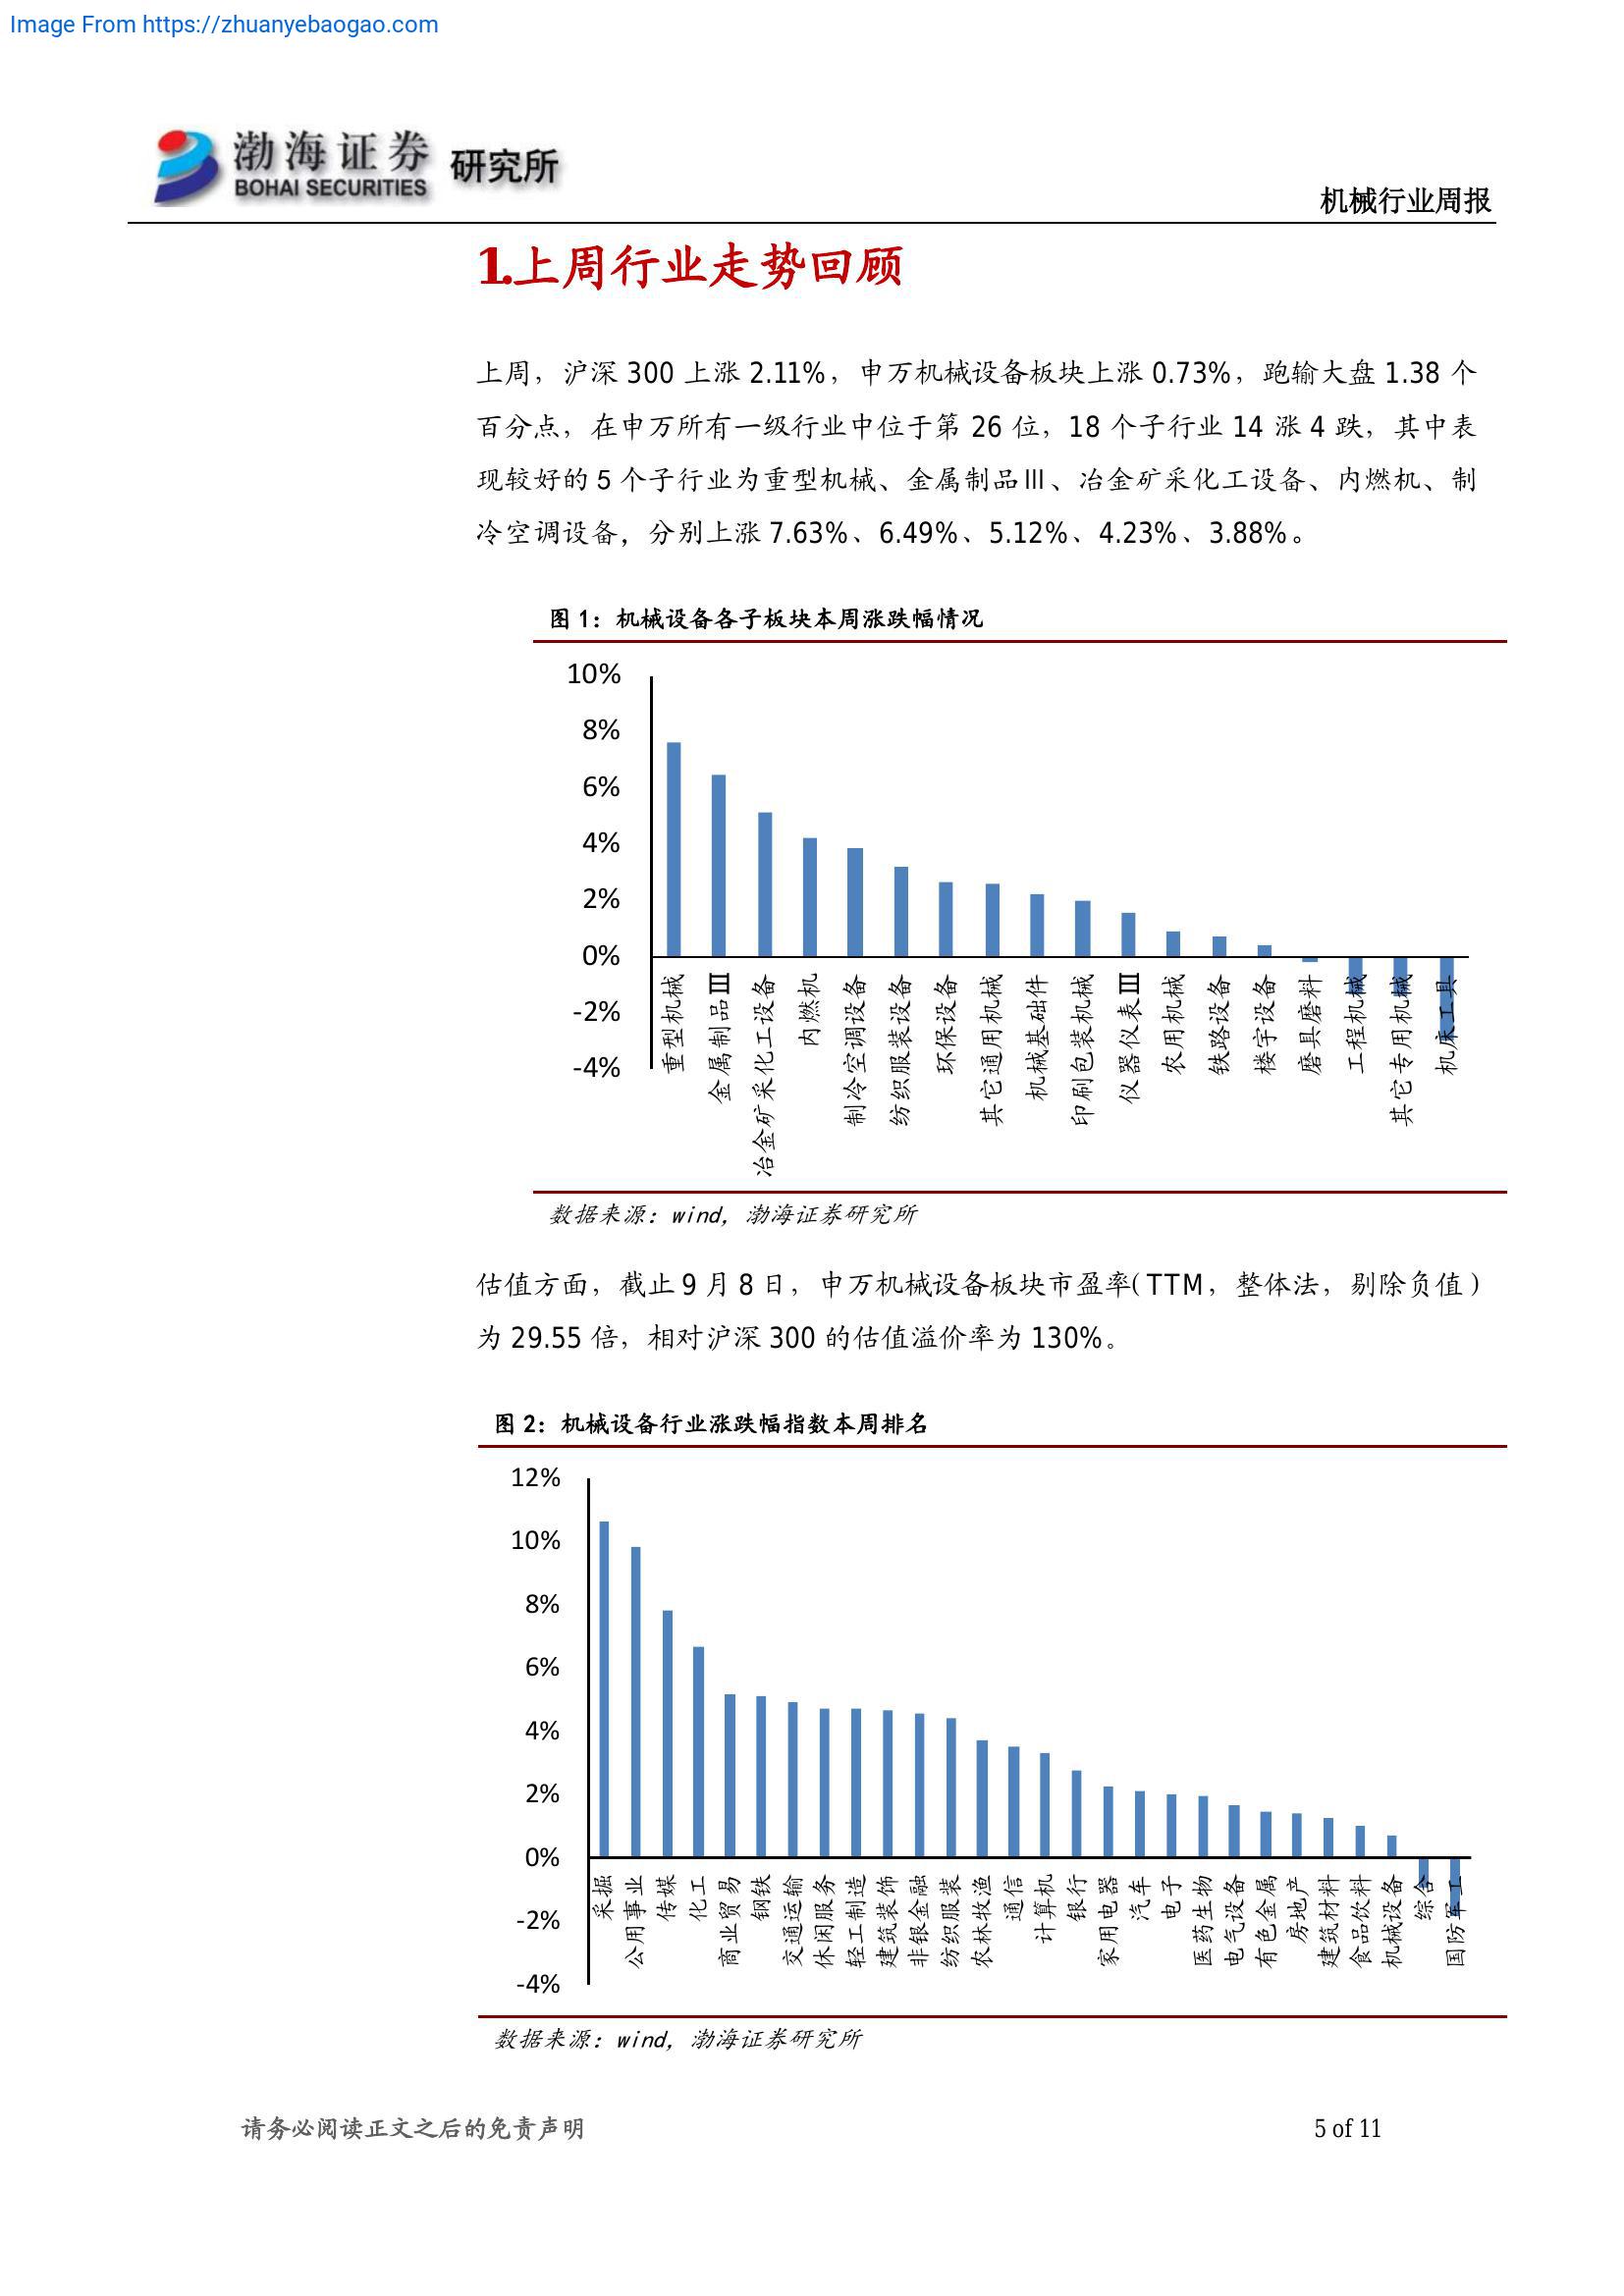 Image From https://zhuanyebaogao.com
渤海证券 研究所
BOHAI SECURITIES
机械行业周报
1.上周行业走势回顾
上周，沪深 300 上涨 2.11%，申万机械设备板块上涨 0.73%，跑输大盘 1.38 个
百分点，在申万所有一级行业中位于第 26 位，18 个子行业 14 涨 4 跌，其中表
现较好的 5 个子行业为重型机械、金属制品Ⅲ、冶金矿采化工设备、内燃机、制
冷空调设备，分别上涨 7.63%、6.49%、5.12%、4.23%、3.88%。
图 1：机械设备各子板块本周涨跌幅情况
10%
8%
6%
4%
2%
0%
-2%
-4%
重型机械
金属制品Ⅲ
冶金矿采化工设备
内燃机
制冷空调设备
纺织服装设备
环保设备
其它通用机械
机械基础件
印刷包装机械
仪器仪表Ⅲ
农用机械
铁路设备
楼宇设备
磨具磨料
工程机械
其它专用机械
机床工具
数据来源：wind，渤海证券研究所
估值方面，截止 9 月 8 日，申万机械设备板块市盈率(TTM，整体法，剔除负值）
为 29.55 倍，相对沪深 300 的估值溢价率为 130%。
图 2：机械设备行业涨跌幅指数本周排名
12%
10%
8%
6%
4%
2%
0%
-2%
-4%
采掘
公用事业
传媒
化工
商业贸易
钢铁
交通运输
休闲服务
轻工制造
建筑装饰
非银金融
纺织服装
农林牧渔
通信
计算机
银行
家用电器
汽车
电子
医药生物
电气设备
有色金属
房地产
建筑材料
食品饮料
机械设备
综合
国防军工
数据来源：wind，渤海证券研究所
请务必阅读正文之后的免责声明
5 of 11